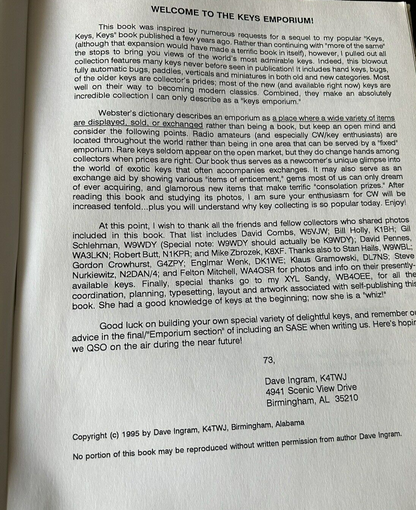 WELCOME TO THE KEYS EMPORIUM!
This book was inspired by numerous requests for a sequel to my popular "Keys,
Keys, Keys" book published a few years ago. Rather than continuing with "more of the same"
(although that expansion would have made a terrific book in itself), however, I pulled out all
the stops to bring you views of the world's most admirable keys. Indeed, this blowout
collection features many keys never before seen in publication! It includes hand keys, bugs,
fully automatic bugs, paddles, verticals and miniatures in both old and new categories. Most
of the older keys are collector's prides; most of the new (and available right now) keys are
well on their way to becoming modern classics. Combined, they make an absolutely
incredible collection I can only describe as a "keys emporium."
Webster's dictionary describes an emporium as a place where a wide variety of items
are displayed, sold, or exchanged rather than being a book, but keep an open mind and
consider the following points. Radio amateurs (and especially CW/key enthusiasts) are
located throughout the world rather than being in one area that can be served by a "fixed"
emporium. Rare keys seldom appear on the open market, but they do change hands among
collectors when prices are right. Our book thus serves as a newcomer's unique glimpse into
the world of exotic keys that often accompanies exchanges. It may also serve as an
exchange aid by showing various "items of enticement," gems most of us can only dream
of ever acquiring, and glamorous new items that make terrific "consolation prizes." After
reading this book and studying its photos, I am sure your enthusiasm for CW will be
increased tenfold...plus you will understand why key collecting is so popular today. Enjoy!
At this point, I wish to thank all the friends and fellow collectors who shared photos
included in this book. That list includes David Combs, W5VJW; Bill Holly, K1BH; Gil
Schlehman, W9WDY (Special note: W9WDY should actually be K9WDY); David Pennes,
WA3LKN; Robert Butt, N1KPR; and Mike Zbrozek, K8XF. Thanks also to Stan Hails, W9WBL;
Gordon Crowhurst, G4ZPY; Englmar Wenk, DK1WE; Klaus Gramowski, DL7NS; Steve
Nurkiewitz, N2DAN/4; and Felton Mitchell, WA4OSR for photos and info on their presently-
available keys. Finally, special thanks go to my XYL Sandy, WB4OEE, for all the
coordination, planning, typesetting, layout and artwork associated with self-publishing this
book. She had a good knowledge of keys at the beginning; now she is a "whiz!"
Good luck on building your own special variety of delightful keys, and remember our
advice in the final/"Emporium section" of including an SASE when writing us. Here's hoping
we QSO on the air during the near future!
73,
Dave Ingram, K4TWJ
4941 Scenic View Drive
Birmingham, AL 35210
Copyright (c) 1995 by Dave Ingram, K4TWJ, Birmingham, Alabama
No portion of this book may be reproduced without written permission from author Dave Ingram.